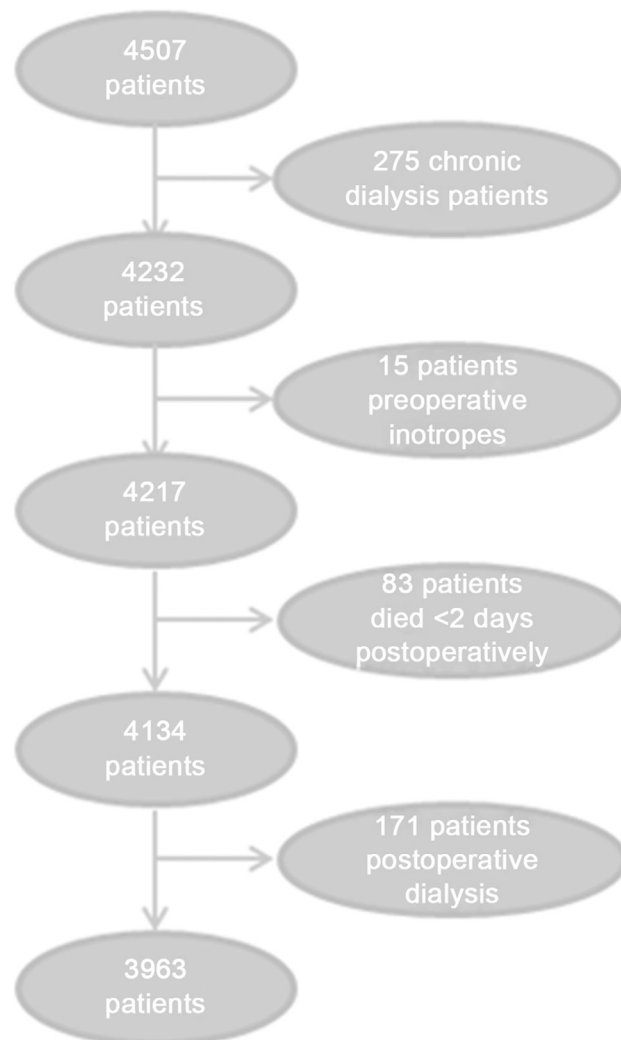 4507
patients
275 chronic
dialysis patients
4232
patients
15 patients
preoperative
inotropes
4217
patients
83 patients
died <2 days
postoperatively
4134
patients
171 patients
postoperative
dialysis
3963
patients